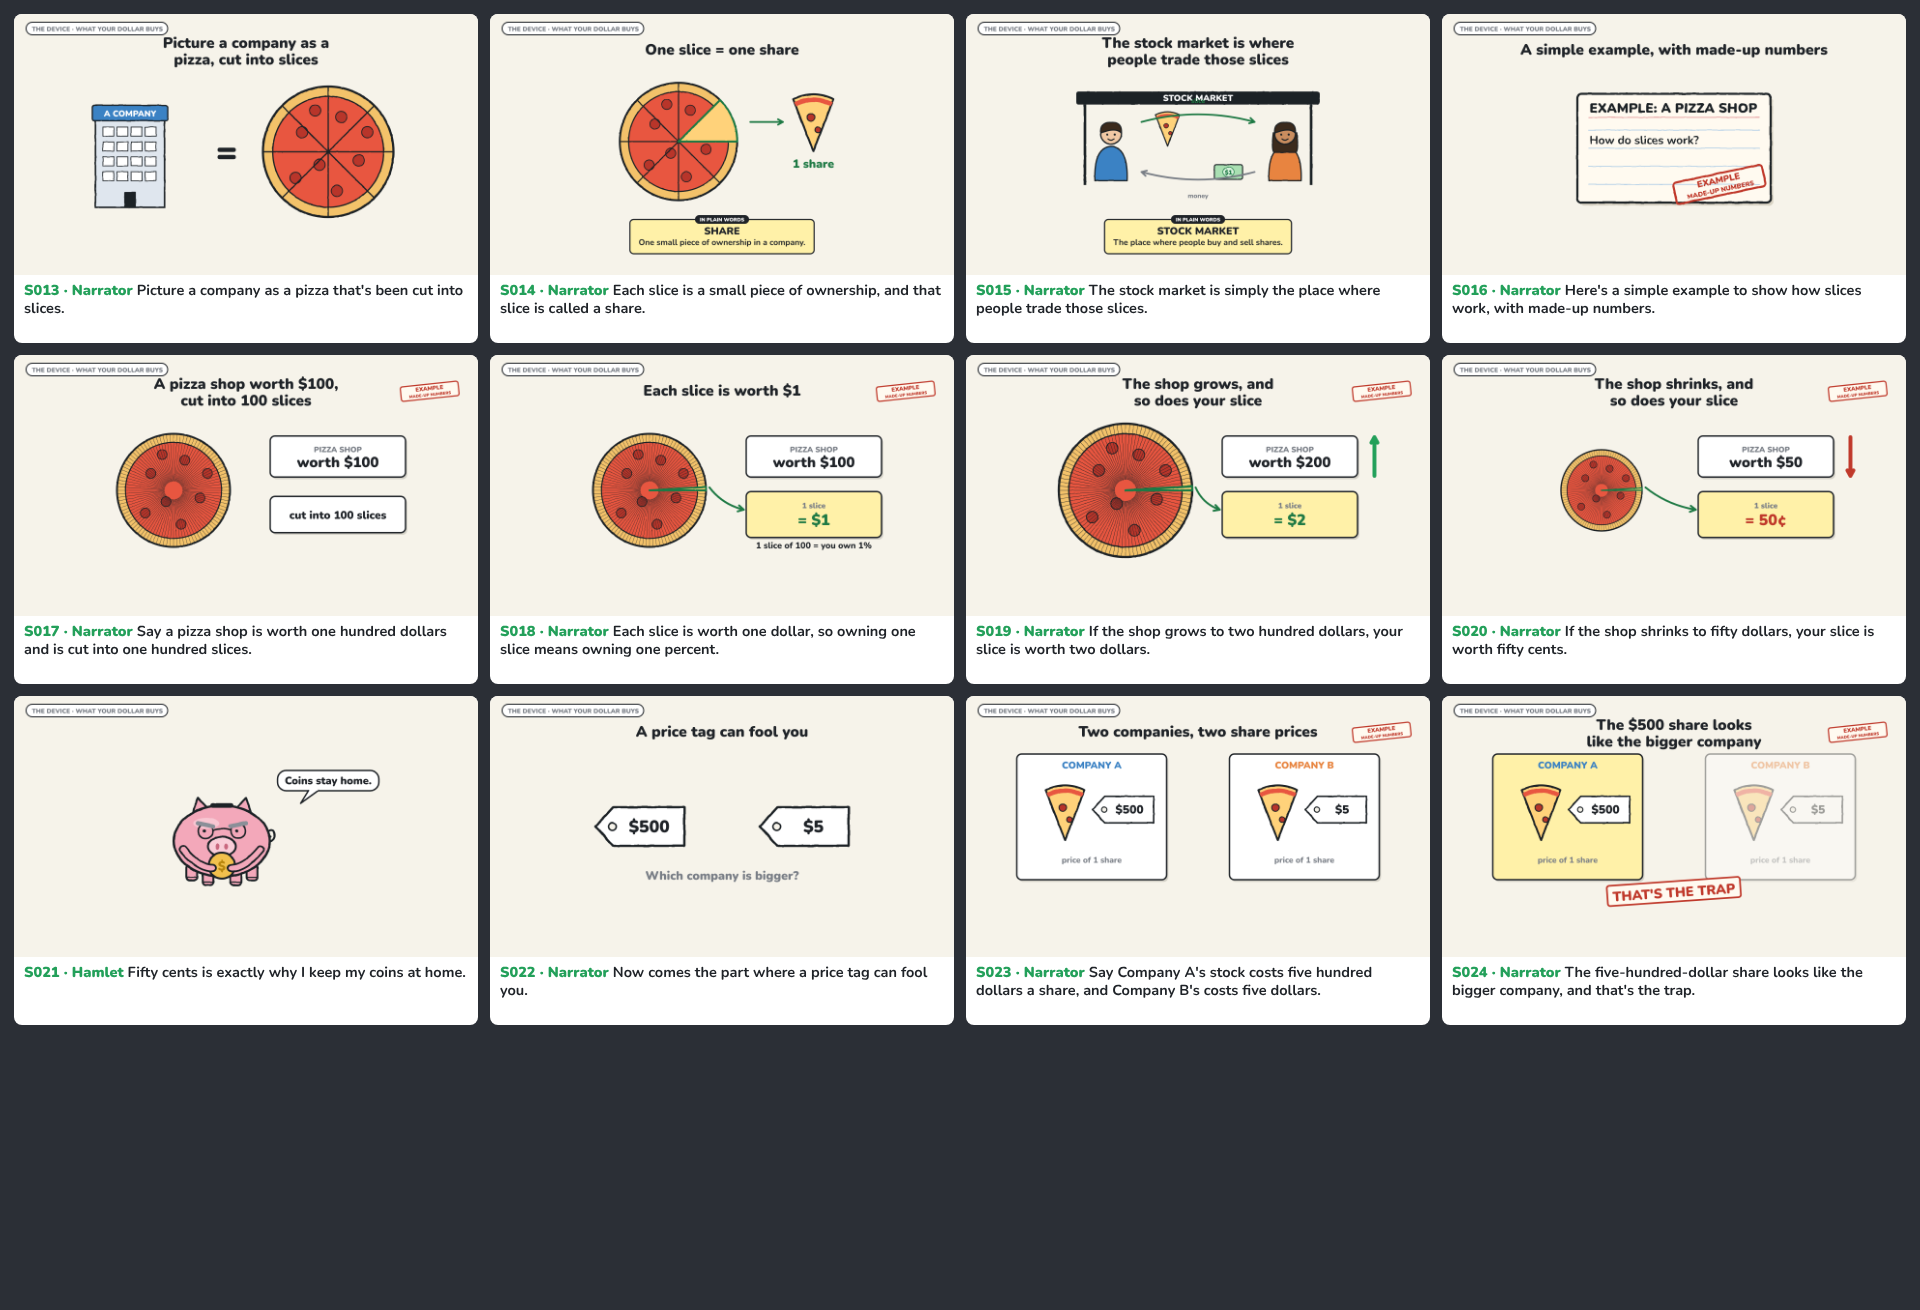 THE DEVICE · WHAT YOUR DOLLAR BUYS
Picture a company as a
pizza, cut into slices
A COMPANY
=
S013 · Narrator Picture a company as a pizza that's been cut into
slices.
THE DEVICE · WHAT YOUR DOLLAR BUYS
One slice = one share
1 share
IN PLAIN WORDS
SHARE
One small piece of ownership in a company.
S014 · Narrator Each slice is a small piece of ownership, and that
slice is called a share.
THE DEVICE · WHAT YOUR DOLLAR BUYS
The stock market is where
people trade those slices
STOCK MARKET
$1
money
IN PLAIN WORDS
STOCK MARKET
The place where people buy and sell shares.
S015 · Narrator The stock market is simply the place where
people trade those slices.
THE DEVICE · WHAT YOUR DOLLAR BUYS
A simple example, with made-up numbers
EXAMPLE: A PIZZA SHOP
How do slices work?
EXAMPLE
MADE-UP NUMBERS
S016 · Narrator Here's a simple example to show how slices
work, with made-up numbers.
THE DEVICE · WHAT YOUR DOLLAR BUYS
A pizza shop worth $100,
cut into 100 slices
EXAMPLE
MADE-UP NUMBERS
PIZZA SHOP
worth $100
cut into 100 slices
S017 · Narrator Say a pizza shop is worth one hundred dollars
and is cut into one hundred slices.
THE DEVICE · WHAT YOUR DOLLAR BUYS
Each slice is worth $1
EXAMPLE
MADE-UP NUMBERS
PIZZA SHOP
worth $100
1 slice
= $1
1 slice of 100 = you own 1%
S018 · Narrator Each slice is worth one dollar, so owning one
slice means owning one percent.
THE DEVICE · WHAT YOUR DOLLAR BUYS
The shop grows, and
so does your slice
EXAMPLE
MADE-UP NUMBERS
PIZZA SHOP
worth $200
1 slice
= $2
S019 · Narrator If the shop grows to two hundred dollars, your
slice is worth two dollars.
THE DEVICE · WHAT YOUR DOLLAR BUYS
The shop shrinks, and
so does your slice
EXAMPLE
MADE-UP NUMBERS
PIZZA SHOP
worth $50
1 slice
= 50¢
S020 · Narrator If the shop shrinks to fifty dollars, your slice is
worth fifty cents.
THE DEVICE · WHAT YOUR DOLLAR BUYS
Coins stay home.
$
S021 · Hamlet Fifty cents is exactly why I keep my coins at home.
THE DEVICE · WHAT YOUR DOLLAR BUYS
A price tag can fool you
$500
$5
Which company is bigger?
S022 · Narrator Now comes the part where a price tag can fool
you.
THE DEVICE · WHAT YOUR DOLLAR BUYS
Two companies, two share prices
EXAMPLE
MADE-UP NUMBERS
COMPANY A
$500
price of 1 share
COMPANY B
$5
price of 1 share
S023 · Narrator Say Company A's stock costs five hundred
dollars a share, and Company B's costs five dollars.
THE DEVICE · WHAT YOUR DOLLAR BUYS
The $500 share looks
like the bigger company
EXAMPLE
MADE-UP NUMBERS
COMPANY A
$500
price of 1 share
COMPANY B
$5
price of 1 share
THAT'S THE TRAP
S024 · Narrator The five-hundred-dollar share looks like the
bigger company, and that's the trap.